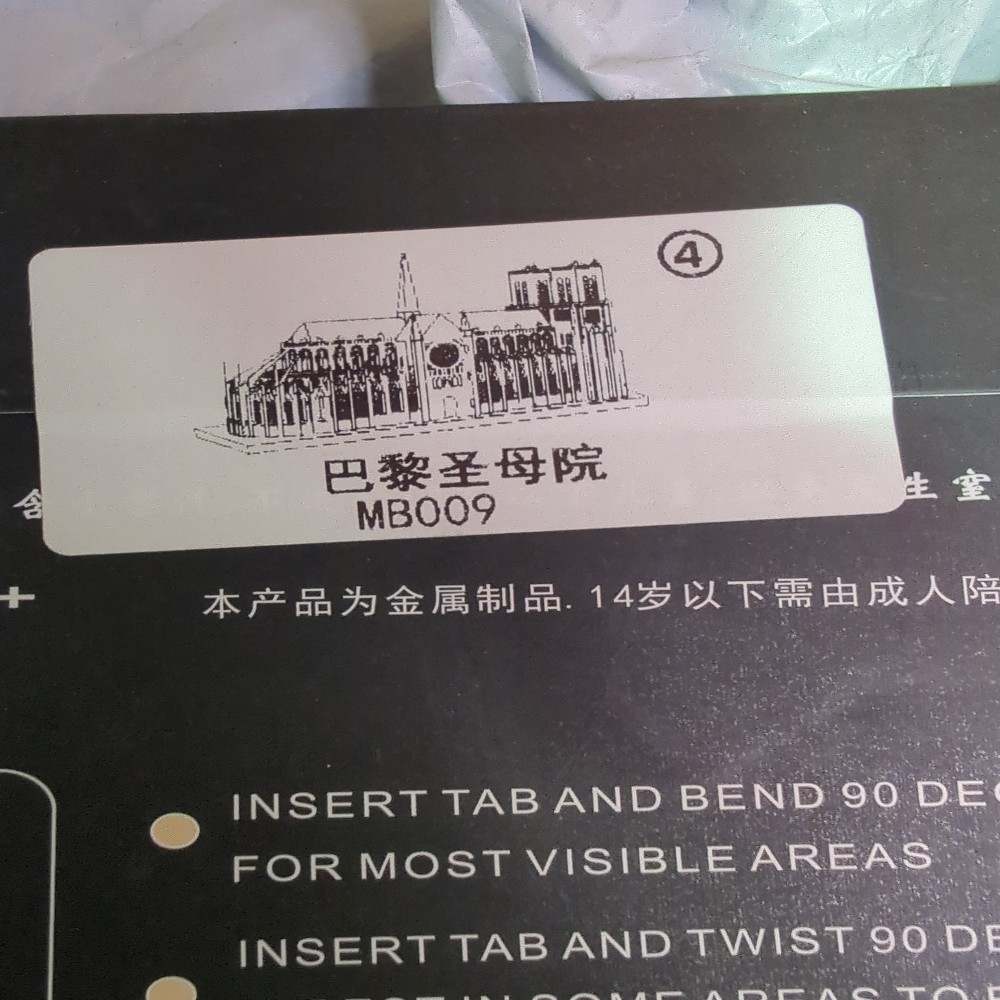 ④
巴黎圣母院
MB009
生室
+
本产品为金属制品. 14岁以下需由成人陪
INSERT TAB AND BEND 90
FOR MOST VISIBLE AREAS
INSERT TAB AND TWIST 90